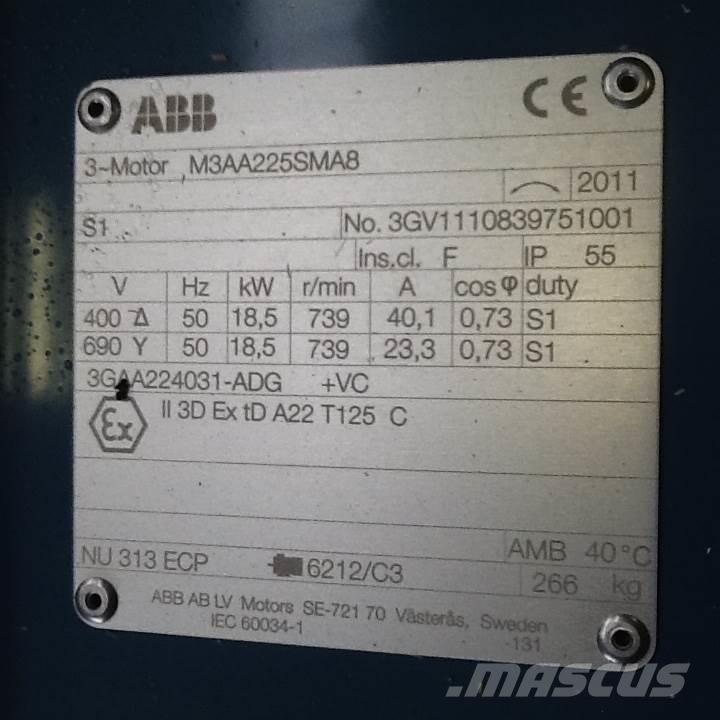 ABB CE
3~Motor M3AA225SMA8
2011
S1 No. 3GV1110839751001
Ins.cl. F IP 55
V Hz kW r/min A cos φ duty
400 Δ 50 18,5 739 40,1 0,73 S1
690 Y 50 18,5 739 23,3 0,73 S1
3GAA224031-ADG +VC
Ex II 3D Ex tD A22 T125 C
AMB 40°C
NU 313 ECP 6212/C3
266 kg
ABB AB LV Motors SE-721 70 Västerås, Sweden
IEC 60034-1 -131
MASCUS